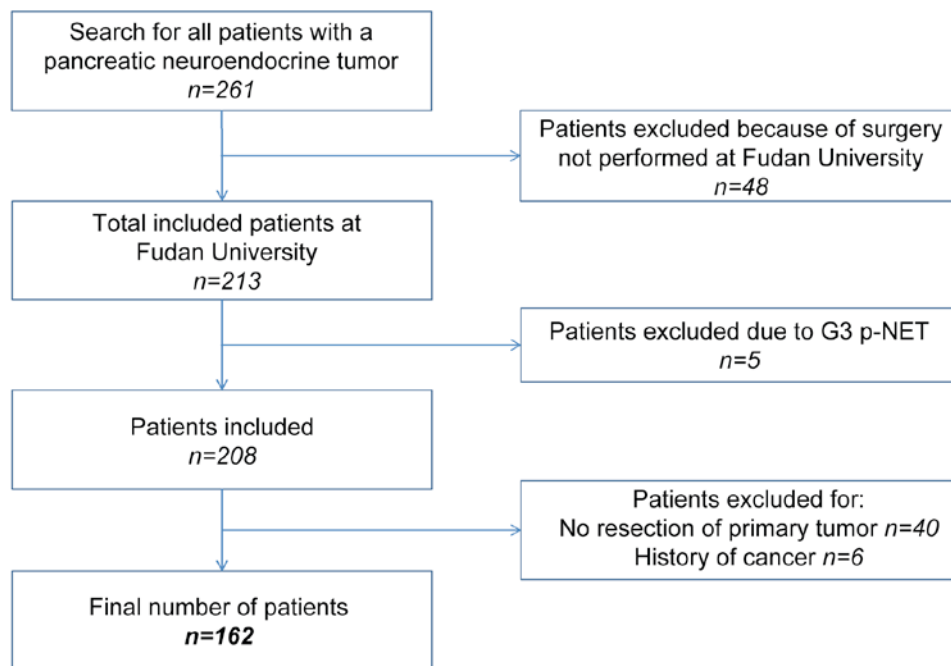 Search for all patients with a
pancreatic neuroendocrine tumor
n=261
Patients excluded because of surgery
not performed at Fudan University
n=48
Total included patients at
Fudan University
n=213
Patients excluded due to G3 p-NET
n=5
Patients included
n=208
Patients excluded for:
No resection of primary tumor n=40
History of cancer n=6
Final number of patients
n=162